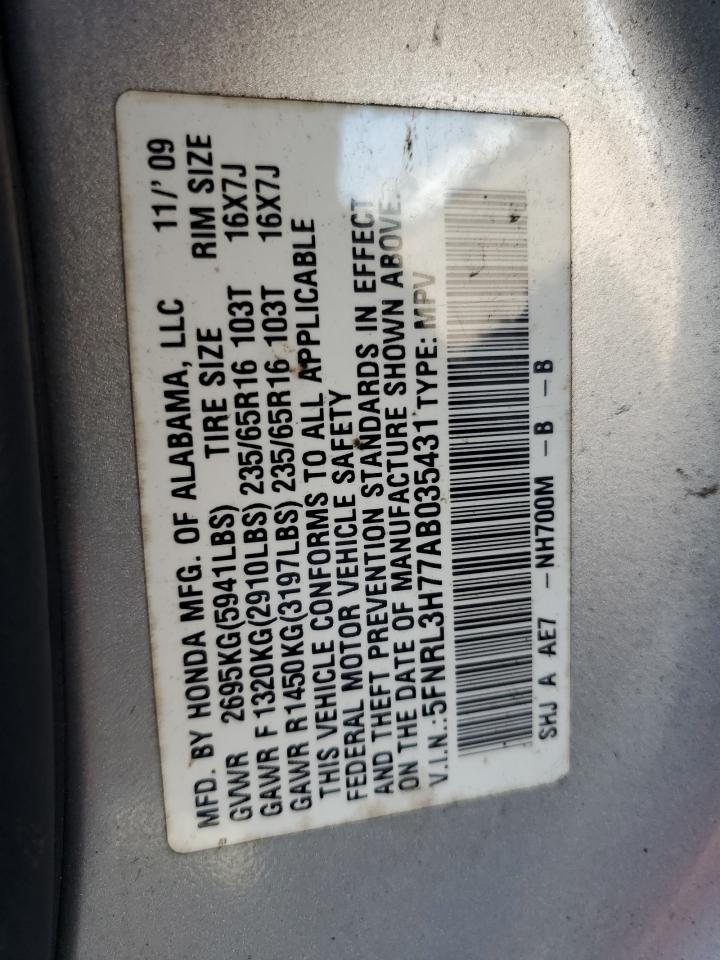 MFD. BY HONDA MFG. OF ALABAMA, LLC 11/' 09
GVWR 2695KG(5941LBS) TIRE SIZE RIM SIZE
GAWR F 1320KG(2910LBS) 235/65R16 103T 16X7J
GAWR R1450KG(3197LBS) 235/65R16 103T 16X7J
THIS VEHICLE CONFORMS TO ALL APPLICABLE
FEDERAL MOTOR VEHICLE SAFETY
AND THEFT PREVENTION STANDARDS IN EFFECT
ON THE DATE OF MANUFACTURE SHOWN ABOVE.
V.I.N.:5FNRL3H77AB035431 TYPE: MPV
SHJ A AE7 -NH700M -B -B